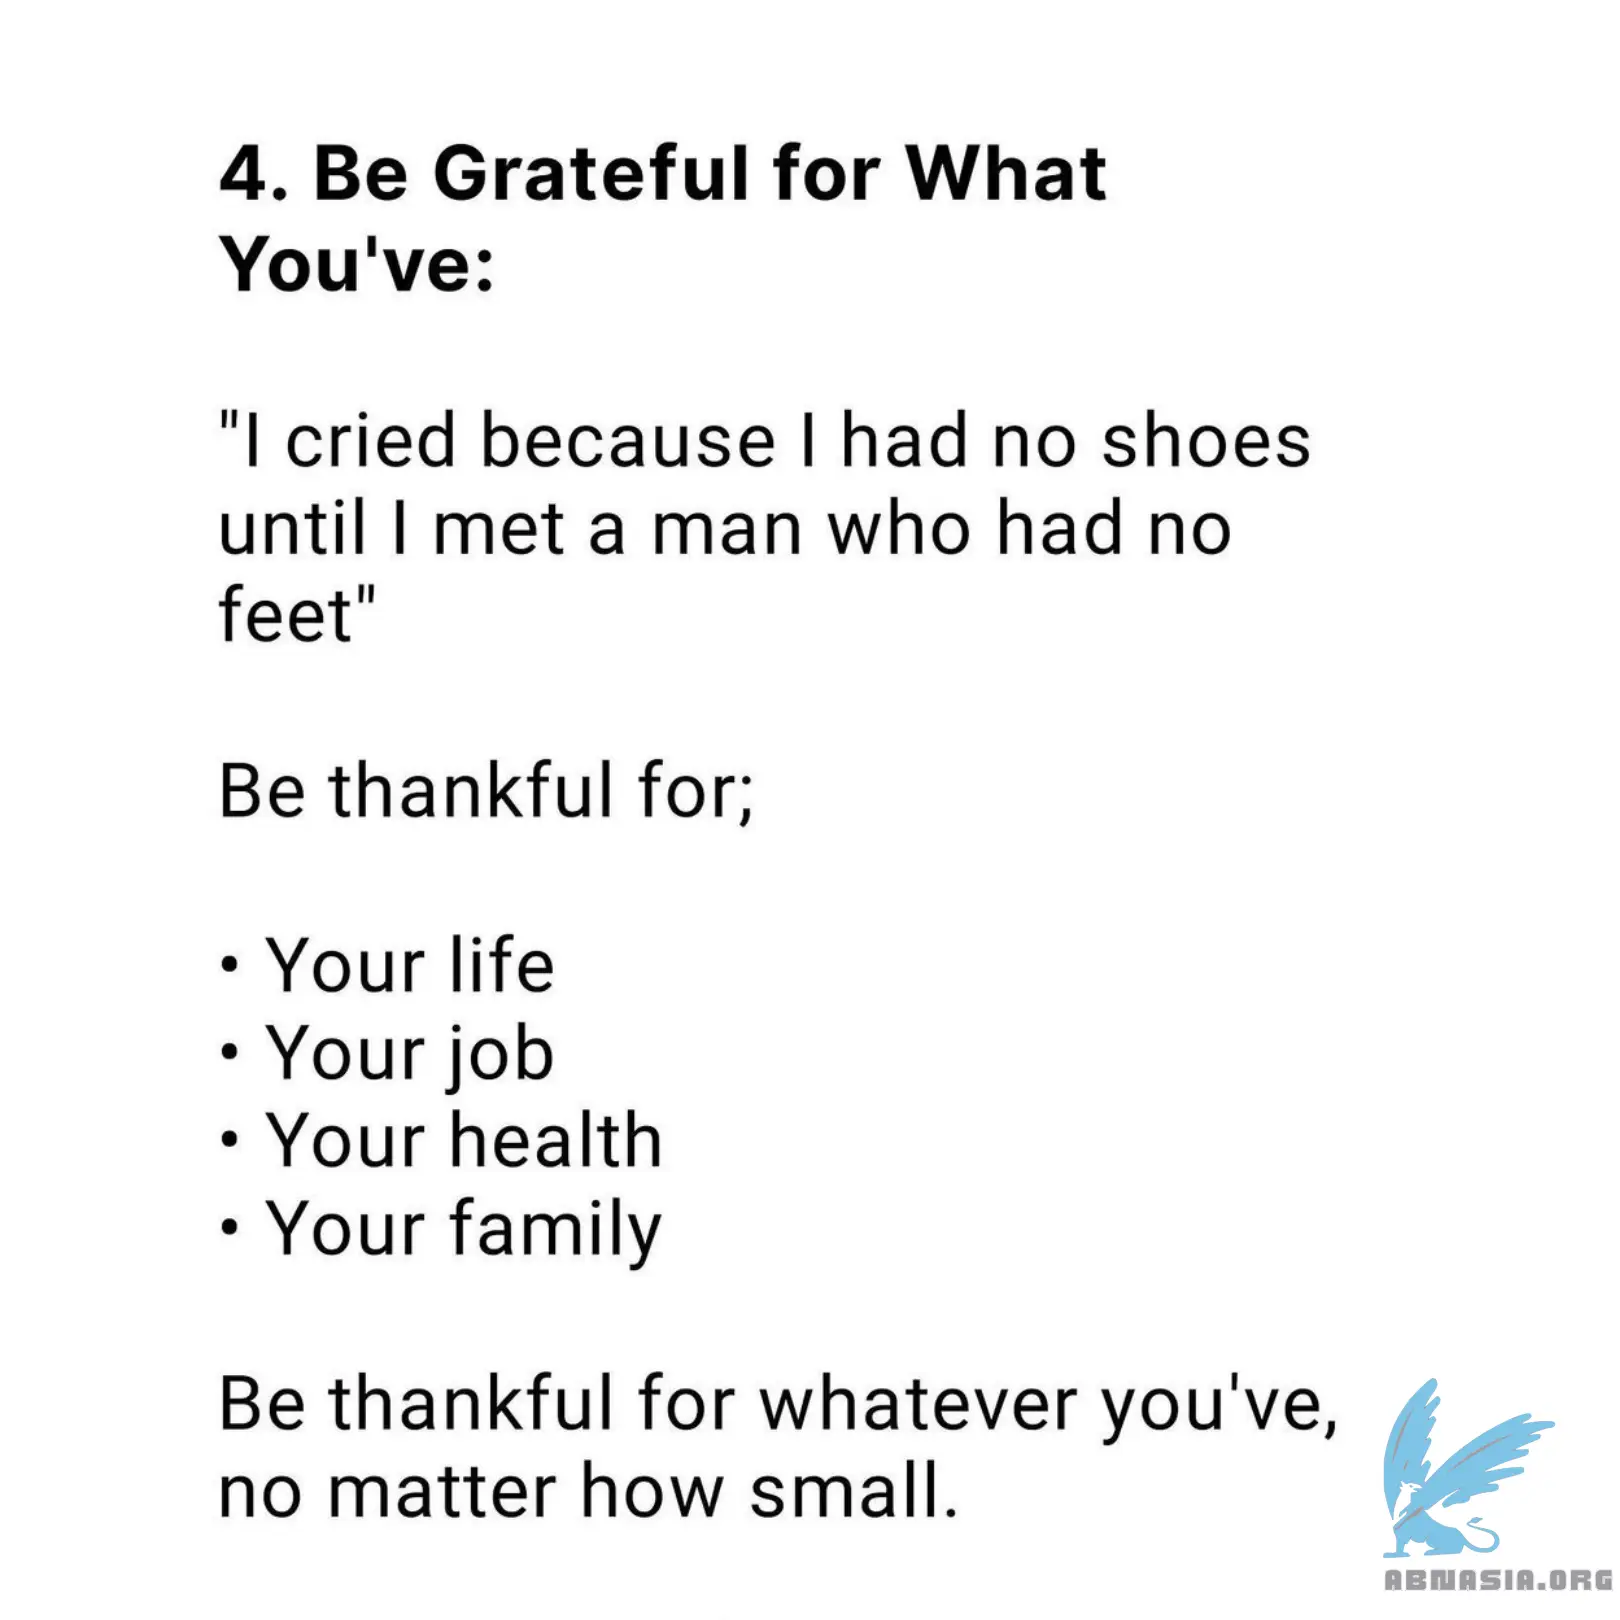 4. Be Grateful for What
You've:
"I cried because I had no shoes
until I met a man who had no
feet"
Be thankful for;
• Your life
• Your job
• Your health
• Your family
Be thankful for whatever you've,
no matter how small.
ABNASIA.ORG